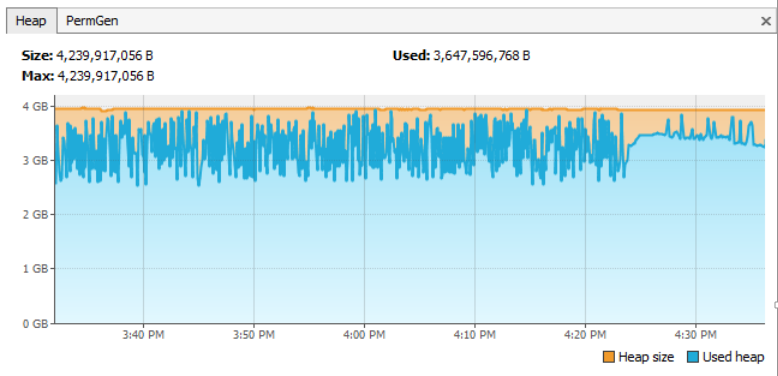 Heap PermGen ×
Size: 4,239,917,056 B Used: 3,647,596,768 B
Max: 4,239,917,056 B
4 GB
3 GB
2 GB
1 GB
0 GB
3:40 PM 3:50 PM 4:00 PM 4:10 PM 4:20 PM 4:30 PM
Heap size Used heap